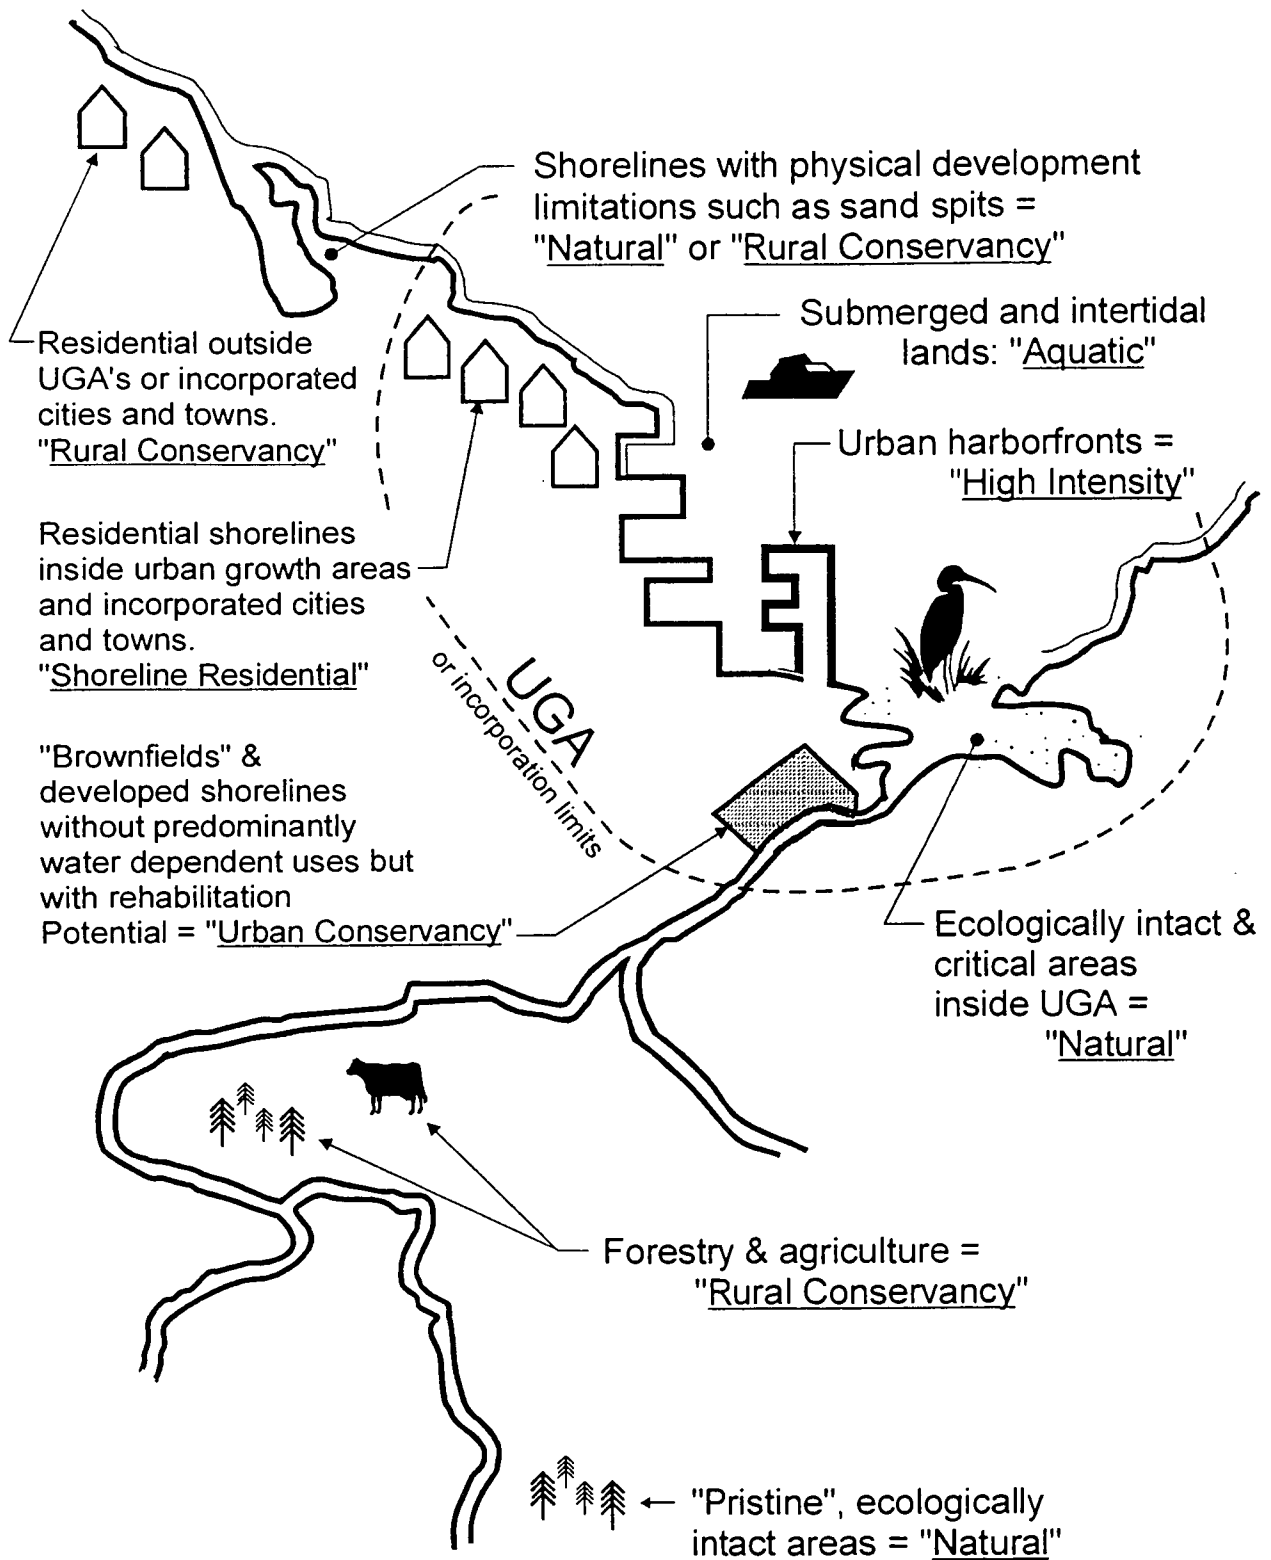 Shorelines with physical development
limitations such as sand spits =
"Natural" or "Rural Conservancy"
Submerged and intertidal
lands: "Aquatic"
Residential outside
UGA's or incorporated
cities and towns.
"Rural Conservancy"
Urban harborfronts =
"High Intensity"
Residential shorelines
inside urban growth areas
and incorporated cities
and towns.
"Shoreline Residential"
UGA
or incorporation limits
"Brownfields" &
developed shorelines
without predominantly
water dependent uses but
with rehabilitation
Potential = "Urban Conservancy"
Ecologically intact &
critical areas
inside UGA =
"Natural"
Forestry & agriculture =
"Rural Conservancy"
"Pristine", ecologically
intact areas = "Natural"